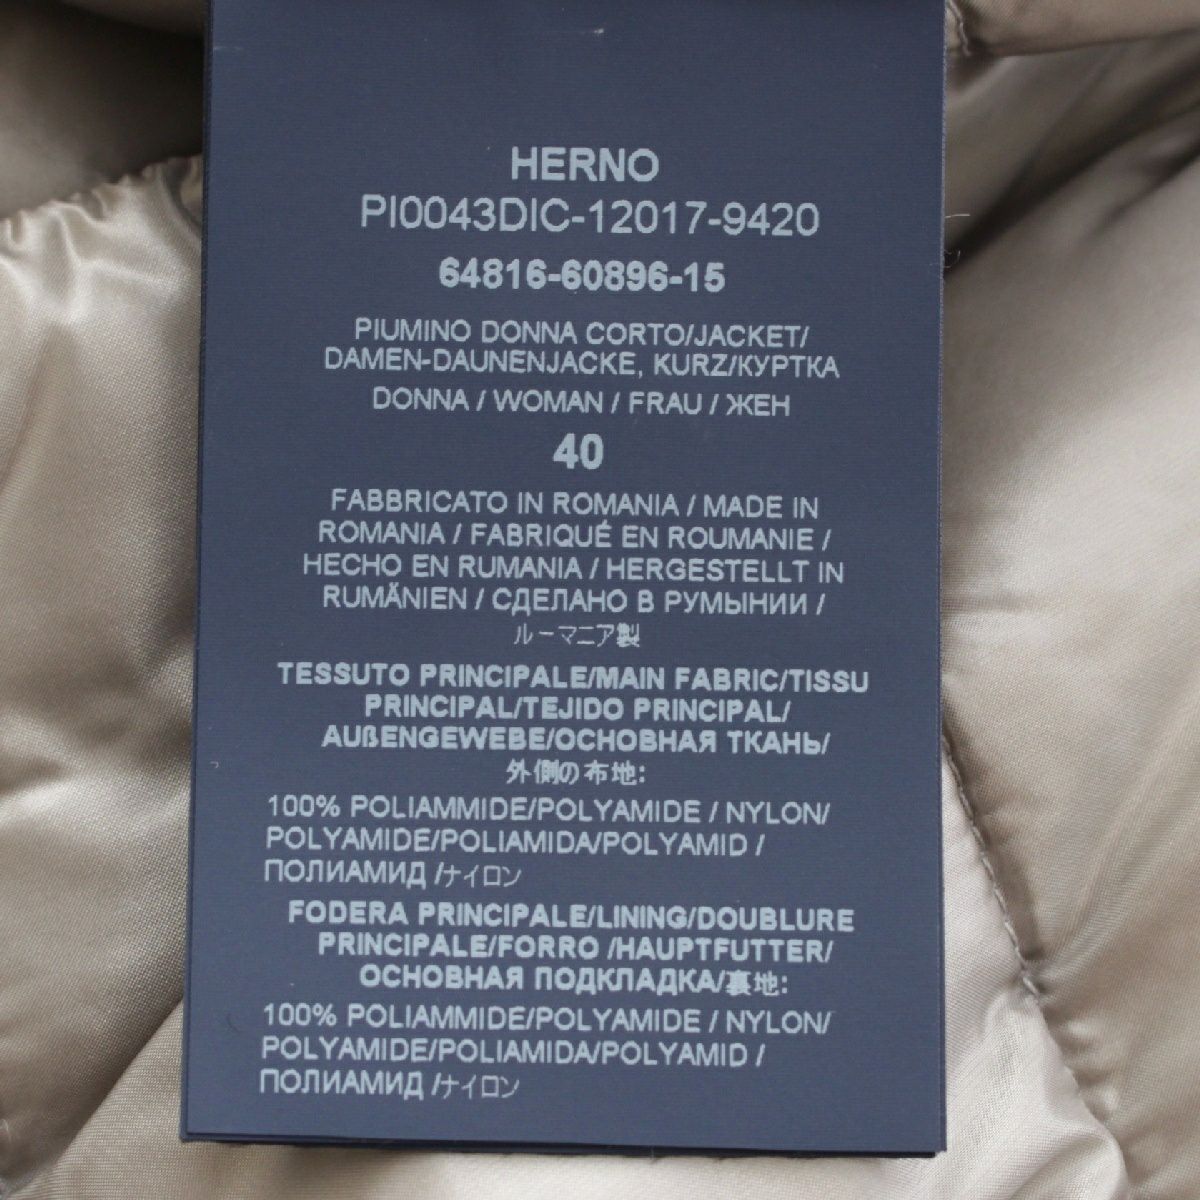 HERNO
PI0043DIC-12017-9420
64816-60896-15
PIUMINO DONNA CORTO/JACKET/
DAMEN-DAUNENJACKE, KURZ/КУРТКА
DONNA / WOMAN / FRAU / ЖЕН
40
FABBRICATO IN ROMANIA / MADE IN
ROMANIA / FABRIQUÉ EN ROUMANIE /
HECHO EN RUMANIA / HERGESTELLT IN
RUMÄNIEN / СДЕЛАНО В РУМЫНИИ /
ルーマニア製
TESSUTO PRINCIPALE/MAIN FABRIC/TISSU
PRINCIPAL/TEJIDO PRINCIPAL/
AUßENGEWEBE/ОСНОВНАЯ ТКАНЬ/
外側の布地:
100% POLIAMMIDE/POLYAMIDE / NYLON/
POLYAMIDE/POLIAMIDA/POLYAMID /
ПОЛИАМИД /ナイロン
FODERA PRINCIPALE/LINING/DOUBLURE
PRINCIPALE/FORRO /HAUPTFUTTER/
ОСНОВНАЯ ПОДКЛАДКА/裏地:
100% POLIAMMIDE/POLYAMIDE / NYLON/
POLYAMIDE/POLIAMIDA/POLYAMID /
ПОЛИАМИД /ナイロン